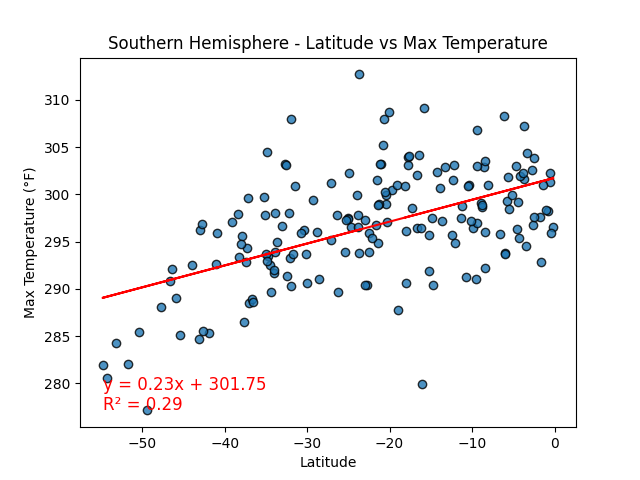 Southern Hemisphere - Latitude vs Max Temperature
310
305
300
295
290
285
280
Max Temperature (°F)
y = 0.23x + 301.75
R² = 0.29
−50
−40
−30
−20
−10
0
Latitude